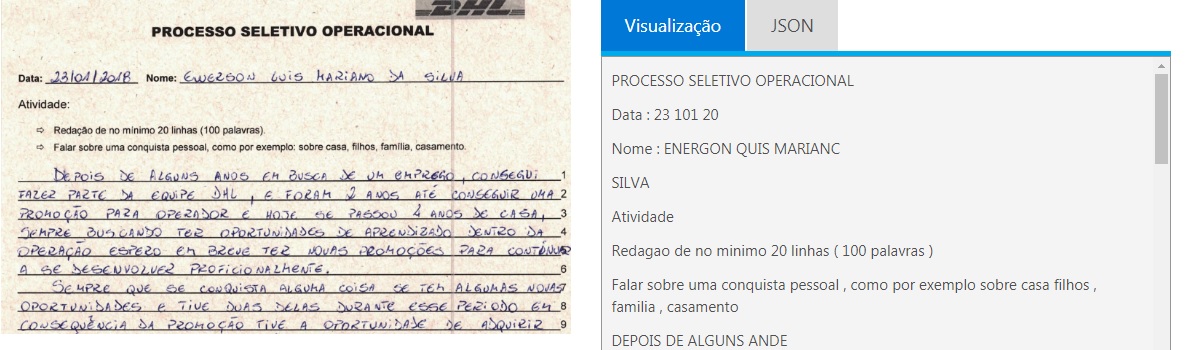 DHL
PROCESSO SELETIVO OPERACIONAL
Data: 23/01/2018 Nome: EWERSON LUIS MARIANO DA SILVA
Atividade:
⇨ Redação de no mínimo 20 linhas (100 palavras).
⇨ Falar sobre uma conquista pessoal, como por exemplo: sobre casa, filhos, família, casamento.
DEPOIS DE ALGUNS ANOS EM BUSCA DE UM EMPREGO, CONSEGUI 1
FAZER PARTE DA EQUIPE DHL, E FORAM 2 ANOS ATÉ CONSEGUIR UMA 2
PROMOÇÃO PARA OPERADOR E HOJE SE PASSOU 4 ANOS DE CASA, 3
SEMPRE BUSCANDO TER OPORTUNIDADES DE APRENDIZADO DENTRO DA 4
OPERAÇÃO ESPERO EM BREVE TER NOVAS PROMOÇÕES PARA CONTINUAR
A SE DESENVOLVER PROFICIONALMENTE. 6
SEMPRE QUE SE CONQUISTA ALGUMA COISA SE TEM ALGUMAS NOVAS
OPORTUNIDADES E TIVE DUAS DELAS DURANTE ESSE PERIODO EM 8
CONSEQUÊNCIA DA PROMOÇÃO TIVE A OPORTUNIDADE DE ADQUIRIR 9
Visualização JSON
PROCESSO SELETIVO OPERACIONAL
Data : 23 101 20
Nome : ENERGON QUIS MARIANC
SILVA
Atividade
Redagao de no minimo 20 linhas ( 100 palavras )
Falar sobre uma conquista pessoal , como por exemplo sobre casa filhos ,
familia , casamento
DEPOIS DE ALGUNS ANDE